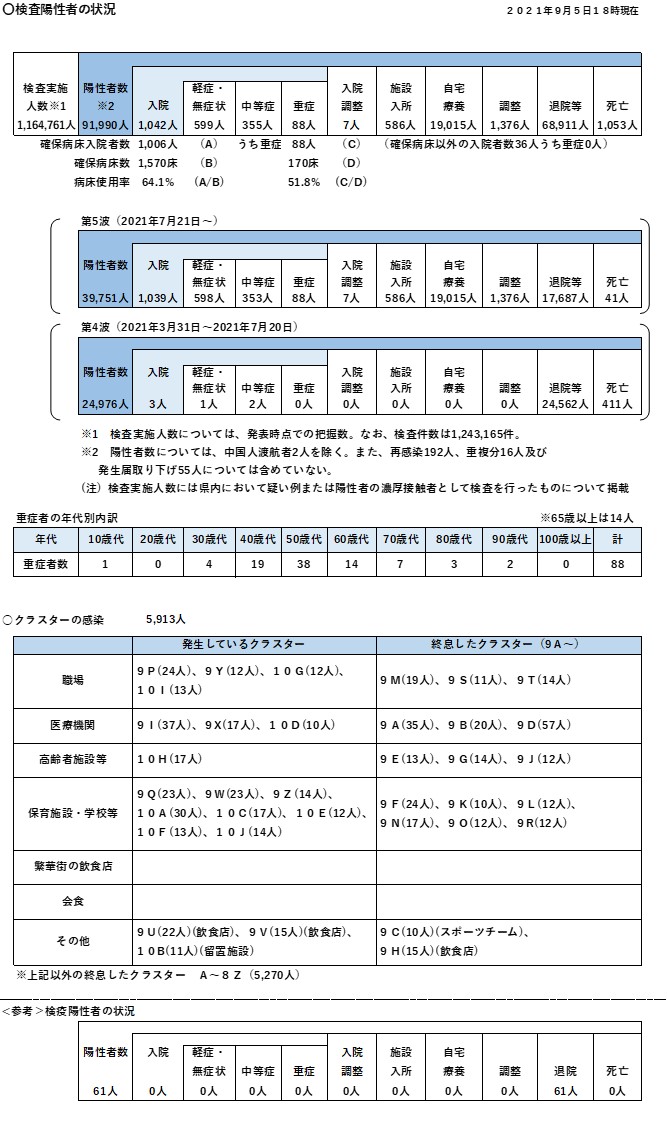 〇検査陽性者の状況
２０２１年９月５日１８時現在
検査実施人数※1 陽性者数※2 入院 軽症・無症状 中等症 重症 入院調整 施設入所 自宅療養 調整 退院等 死亡
1,164,761人 91,990人 1,042人 599人 355人 88人 7人 586人 19,015人 1,376人 68,911人 1,053人
確保病床入院者数 1,006人 （A） うち重症 88人 （C） （確保病床以外の入院者数36人うち重症0人）
確保病床数 1,570床 （B） 170床 （D）
病床使用率 64.1% （A/B） 51.8% （C/D）
第5波（2021年7月21日～）
陽性者数 入院 軽症・無症状 中等症 重症 入院調整 施設入所 自宅療養 調整 退院等 死亡
39,751人 1,039人 598人 353人 88人 7人 586人 19,015人 1,376人 17,687人 41人
第4波（2021年3月31日～2021年7月20日）
陽性者数 入院 軽症・無症状 中等症 重症 入院調整 施設入所 自宅療養 調整 退院等 死亡
24,976人 3人 1人 2人 0人 0人 0人 0人 0人 24,562人 411人
※1　検査実施人数については、発表時点での把握数。なお、検査件数は1,243,165件。
※2　陽性者数については、中国人渡航者2人を除く。また、再感染192人、重複分16人及び
発生届取り下げ55人については含めていない。
（注）検査実施人数には県内において疑い例または陽性者の濃厚接触者として検査を行ったものについて掲載
重症者の年代別内訳
※65歳以上は14人
年代 10歳代 20歳代 30歳代 40歳代 50歳代 60歳代 70歳代 80歳代 90歳代 100歳以上 計
重症者数 1 0 4 19 38 14 7 3 2 0 88
〇クラスターの感染 5,913人
発生しているクラスター 終息したクラスター（９A～）
職場
９P（24人）、９Y（12人）、１０G（12人）、
１０I（13人）
９M（19人）、９S（11人）、９T（14人）
医療機関
９I（37人）、９X（17人）、１０D（10人）
９A（35人）、９B（20人）、９D（57人）
高齢者施設等
１０H（17人）
９E（13人）、９G（14人）、９J（12人）
保育施設・学校等
９Q（23人）、９W（23人）、９Z（14人）、
１０A（30人）、１０C（17人）、１０E（12人）、
１０F（13人）、１０J（14人）
９F（24人）、９K（10人）、９L（12人）、
９N（17人）、９O（12人）、９R（12人）
繁華街の飲食店
会食
その他
９U（22人）（飲食店）、９V（15人）（飲食店）、
１０B（11人）（留置施設）
９C（10人）（スポーツチーム）、
９H（15人）（飲食店）
※上記以外の終息したクラスター　A～８Z（5,270人）
<参考>検疫陽性者の状況
陽性者数 入院 軽症・無症状 中等症 重症 入院調整 施設入所 自宅療養 調整 退院 死亡
61人 0人 0人 0人 0人 0人 0人 0人 0人 61人 0人